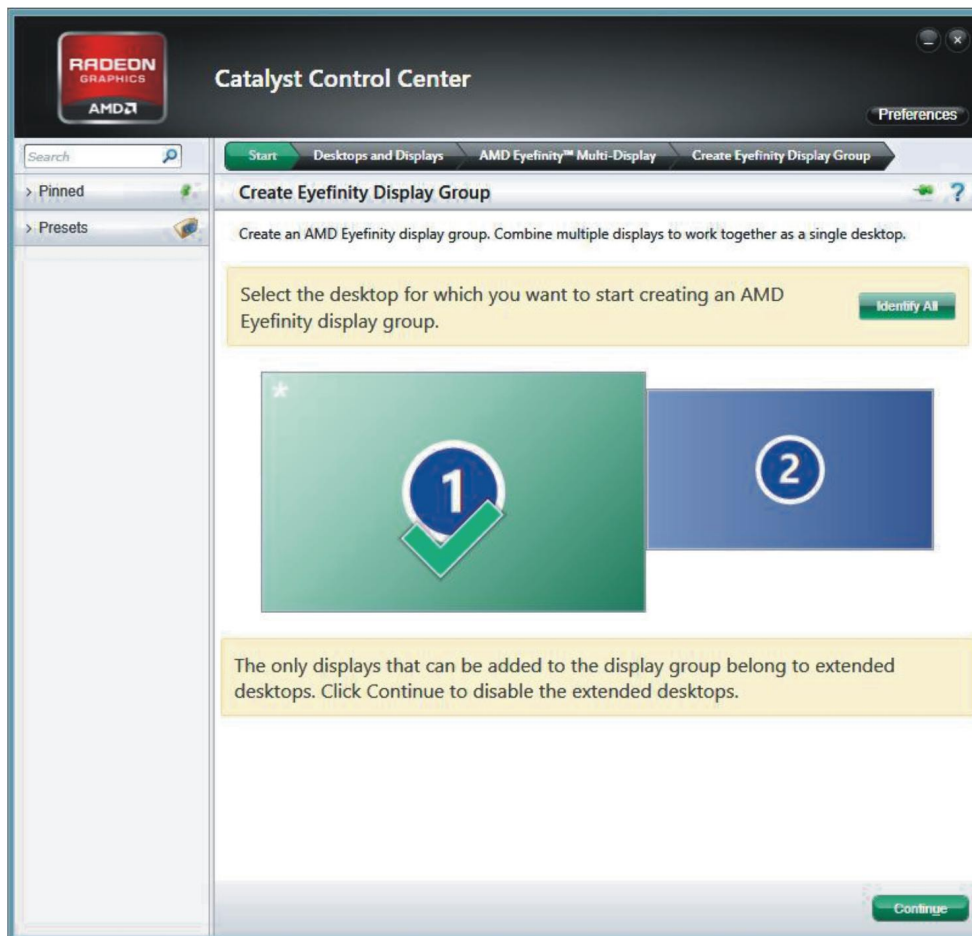 RADEON
GRAPHICS
AMD
Catalyst Control Center
Preferences
Search
Start
Desktops and Displays
AMD Eyefinity™ Multi-Display
Create Eyefinity Display Group
> Pinned
> Presets
Create Eyefinity Display Group
?
Create an AMD Eyefinity display group. Combine multiple displays to work together as a single desktop.
Select the desktop for which you want to start creating an AMD
Eyefinity display group.
Identify All
*
1
2
The only displays that can be added to the display group belong to extended
desktops. Click Continue to disable the extended desktops.
Continue